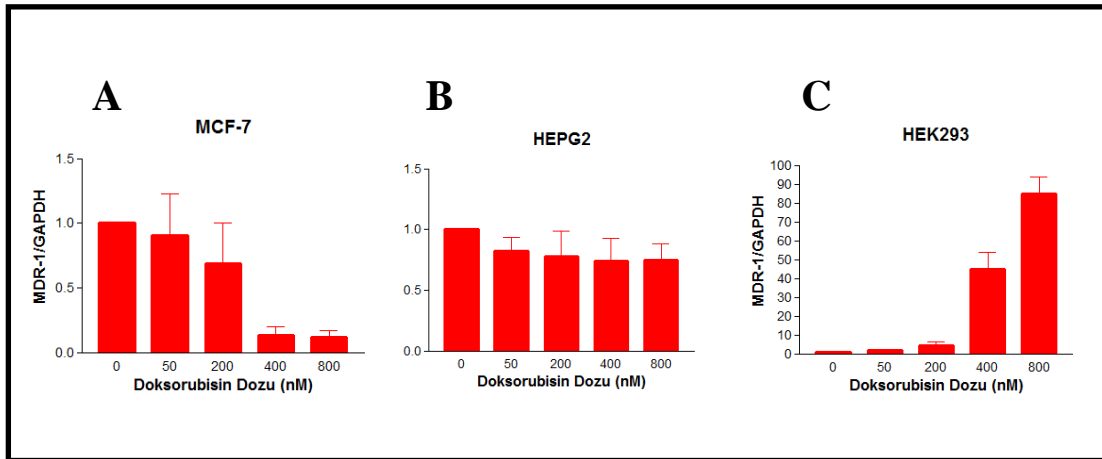 A
MCF-7
MDR-1/GAPDH
1.5
1.0
0.5
0.0
0 50 200 400 800
Doksorubisin Dozu (nM)
B
HEPG2
1.5
1.0
0.5
0.0
0 50 200 400 800
Doksorubisin Dozu (nM)
C
HEK293
MDR-1/GAPDH
100
90
80
70
60
50
40
30
20
10
0
0 50 200 400 800
Doksorubisin Dozu (nM)